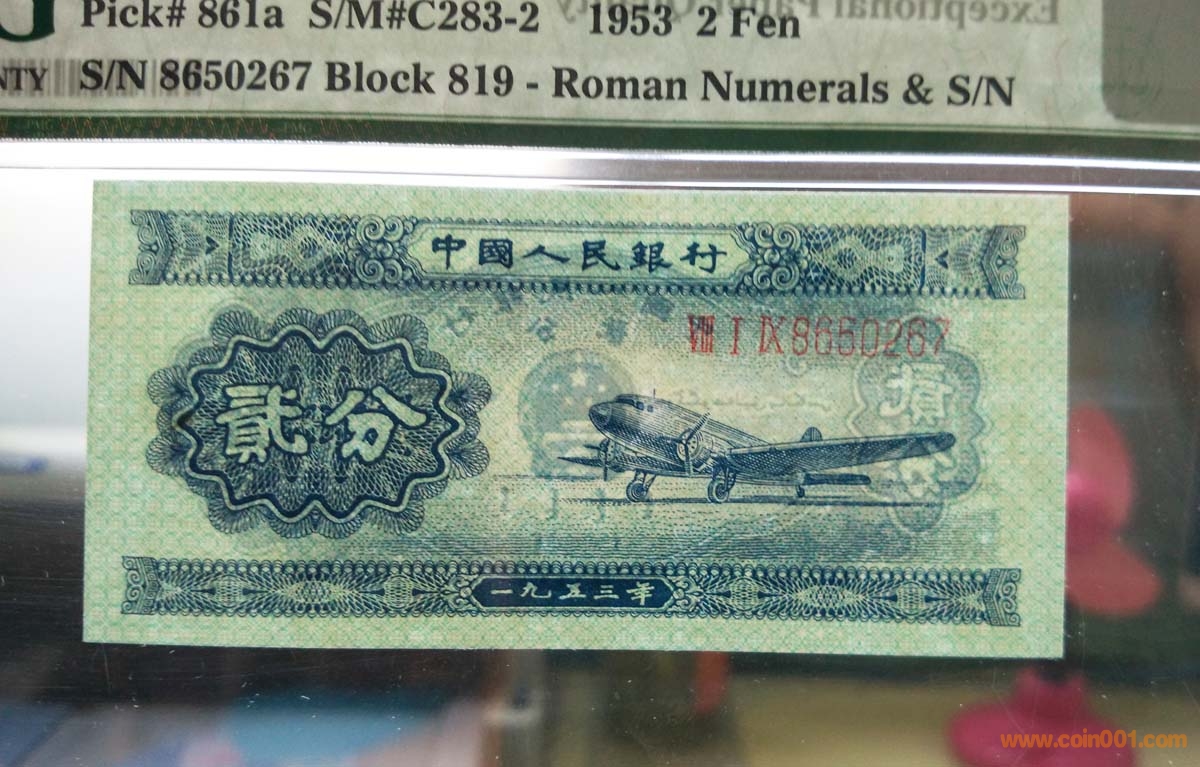 Pick# 861a S/M#C283-2 1953 2 Fen
NTY S/N 8650267 Block 819 - Roman Numerals & S/N
中國人民銀行
VIII I IX 8650267
貳分
一九五三年
www.coin001.com